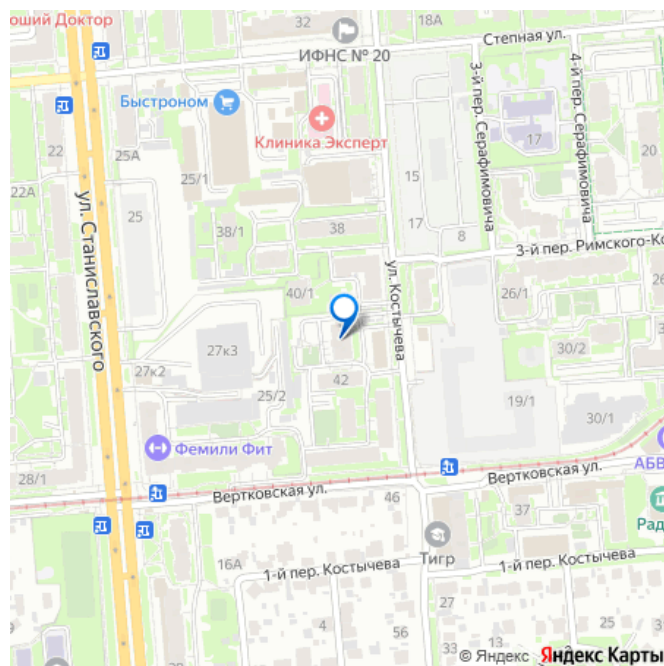 оший Доктор
32
18А
Степная ул.
ИФНС № 20
Быстроном
Клиника Эксперт
3-й пер. Серафимовича
4-й пер. Серафимовича
17
20
22
25А
22А
25/1
15
ул. Станиславского
25
38/1
38
17
8
3-й пер. Римского-Ко
ул. Костычева
40/1
26/1
27к3
30/2
27к2
42
25/2
19/1
30/1
Фемили Фит
28/1
Вертковская ул.
46
Вертковская ул.
АБВ
37
Рад
Тигр
16А
1-й пер. Костычева
1-й пер. Костычева
27
4
56
33
© Яндекс Яндекс Карты